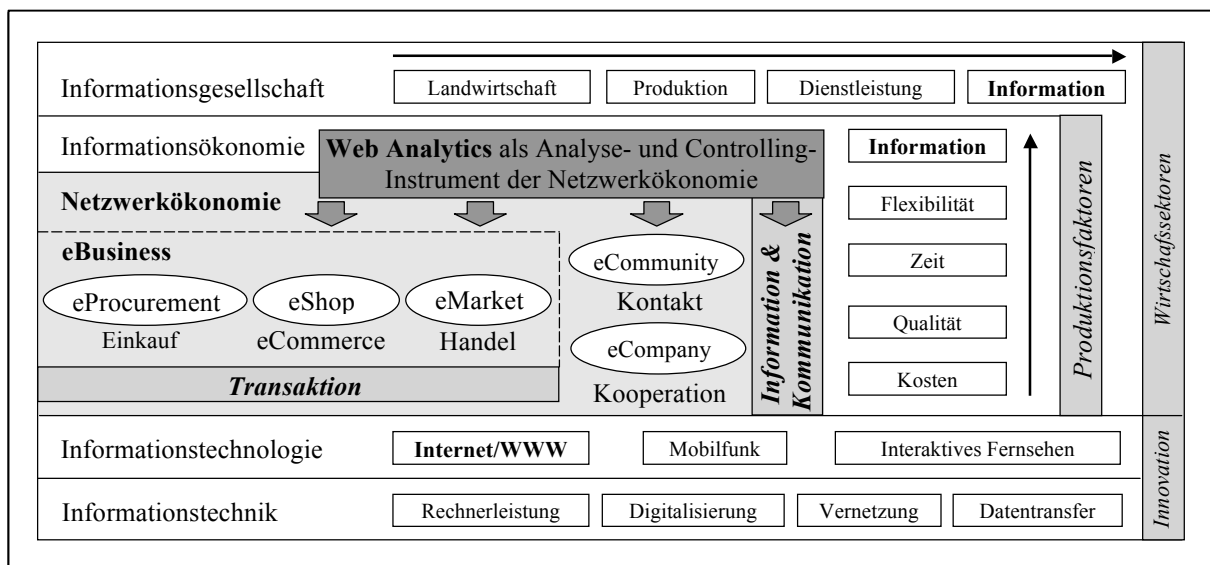 Informationsgesellschaft
Landwirtschaft
Produktion
Dienstleistung
Information
Informationsökonomie
Web Analytics als Analyse- und Controlling-
Instrument der Netzwerkökonomie
Information
Netzwerkökonomie
Flexibilität
eBusiness
eCommunity
Kontakt
Zeit
eProcurement
Einkauf
eShop
eCommerce
eMarket
Handel
eCompany
Kooperation
Qualität
Kosten
Transaktion
Information &
Kommunikation
Produktionsfaktoren
Wirtschafssektoren
Informationstechnologie
Internet/WWW
Mobilfunk
Interaktives Fernsehen
Informationstechnik
Rechnerleistung
Digitalisierung
Vernetzung
Datentransfer
Innovation